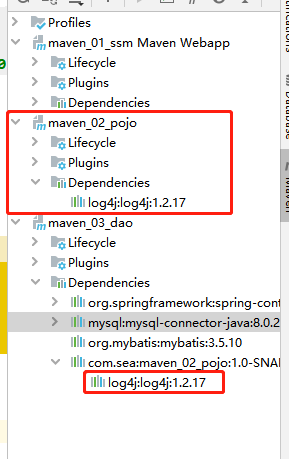 Profiles
maven_01_ssm Maven Webapp
Lifecycle
Plugins
Dependencies
maven_02_pojo
Lifecycle
Plugins
Dependencies
log4j:log4j:1.2.17
maven_03_dao
Lifecycle
Plugins
Dependencies
org.springframework:spring-cont
mysql:mysql-connector-java:8.0.2
org.mybatis:mybatis:3.5.10
com.sea:maven_02_pojo:1.0-SNAI
log4j:log4j:1.2.17